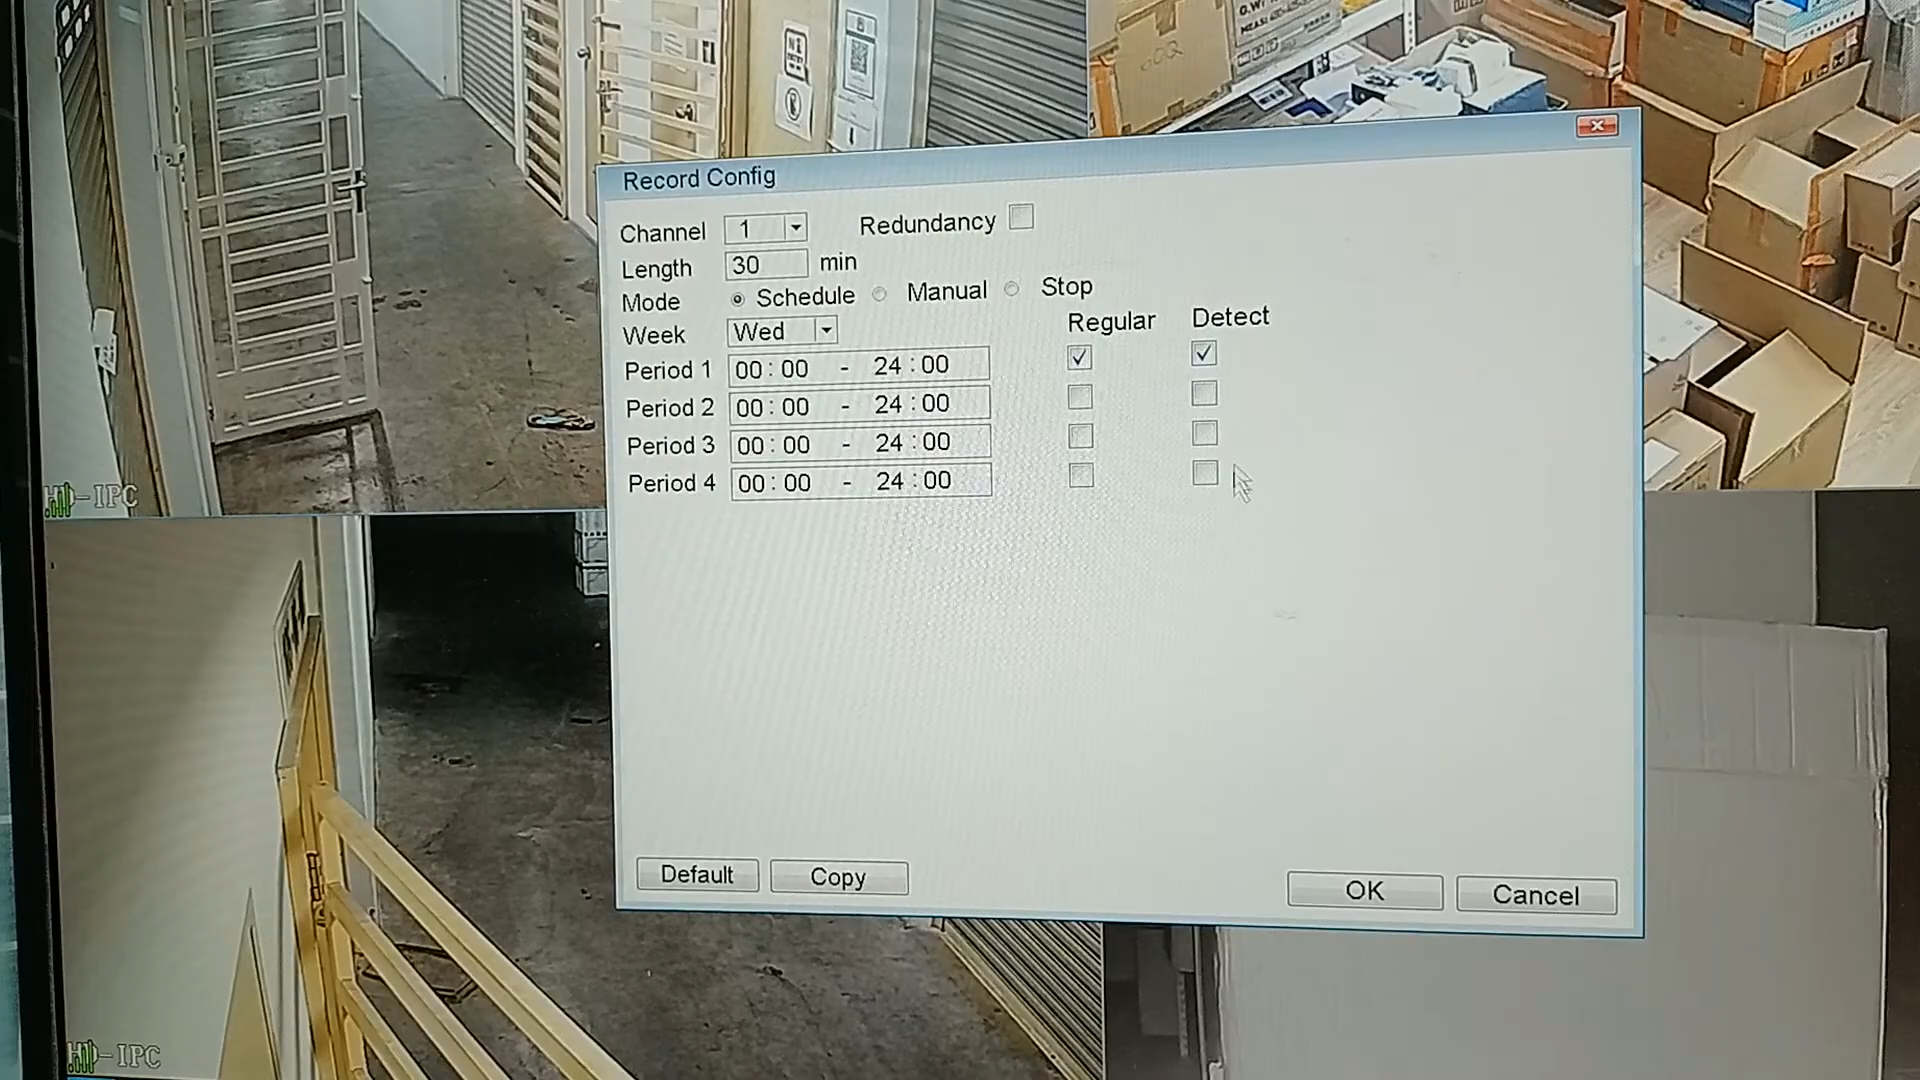 Record Config
Channel 1 Redundancy
Length 30 min
Mode Schedule Manual Stop
Week Wed Regular Detect
Period 1 00:00 - 24:00
Period 2 00:00 - 24:00
Period 3 00:00 - 24:00
Period 4 00:00 - 24:00
Default Copy OK Cancel
-IPC
-IPC